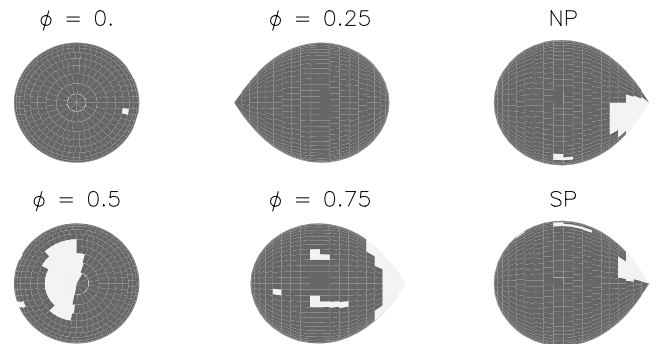 ϕ = 0.
ϕ = 0.25
NP
ϕ = 0.5
ϕ = 0.75
SP